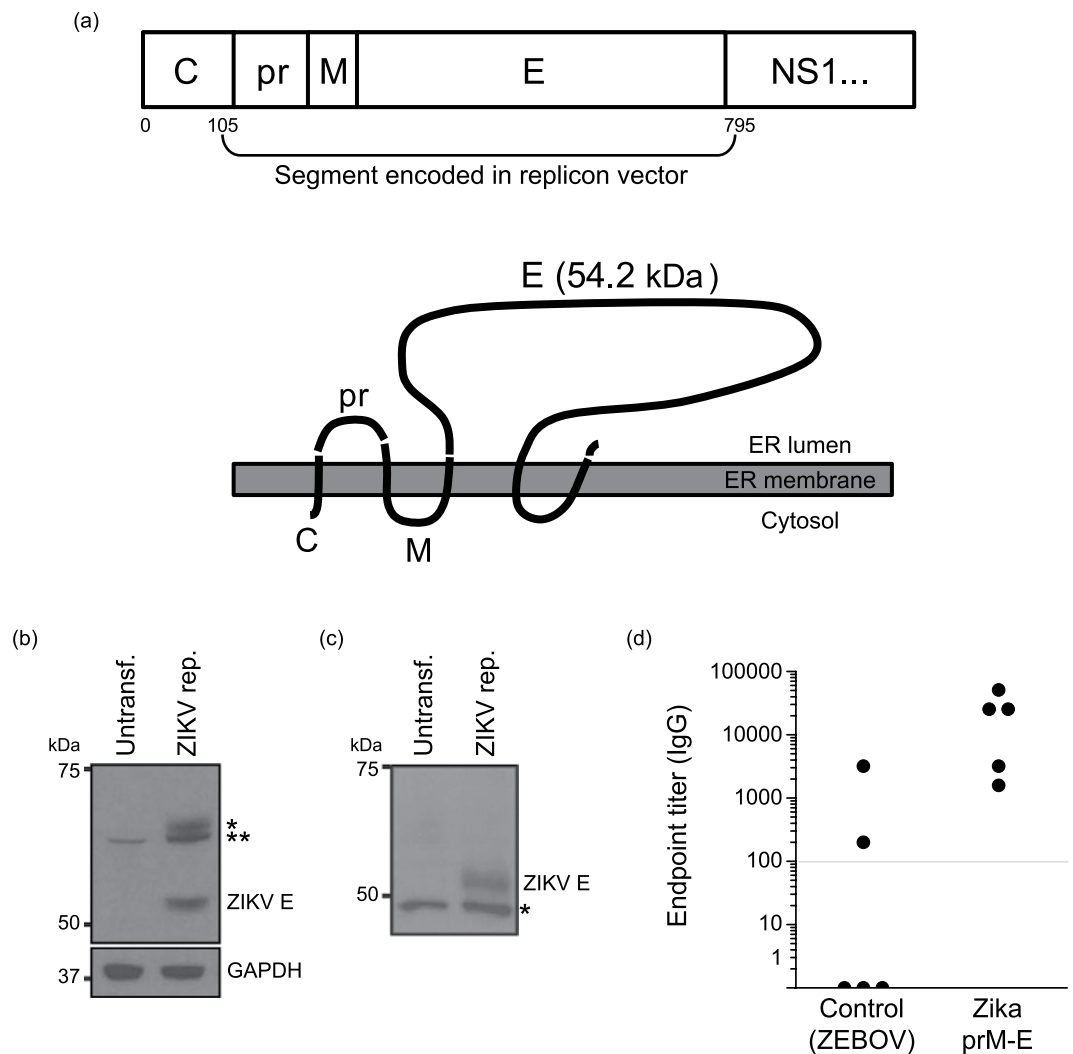 (a)
C pr M E NS1...
0 105 795
Segment encoded in replicon vector
E (54.2 kDa)
pr
ER lumen
ER membrane
Cytosol
C
M
(b)
Untransf.
ZIKV rep.
kDa
75
*
**
ZIKV E
50
37
GAPDH
(c)
Untransf.
ZIKV rep.
kDa
75
50
ZIKV E
*
(d)
Endpoint titer (IgG)
100000
10000
1000
100
10
1
Control
(ZEBOV)
Zika
prM-E